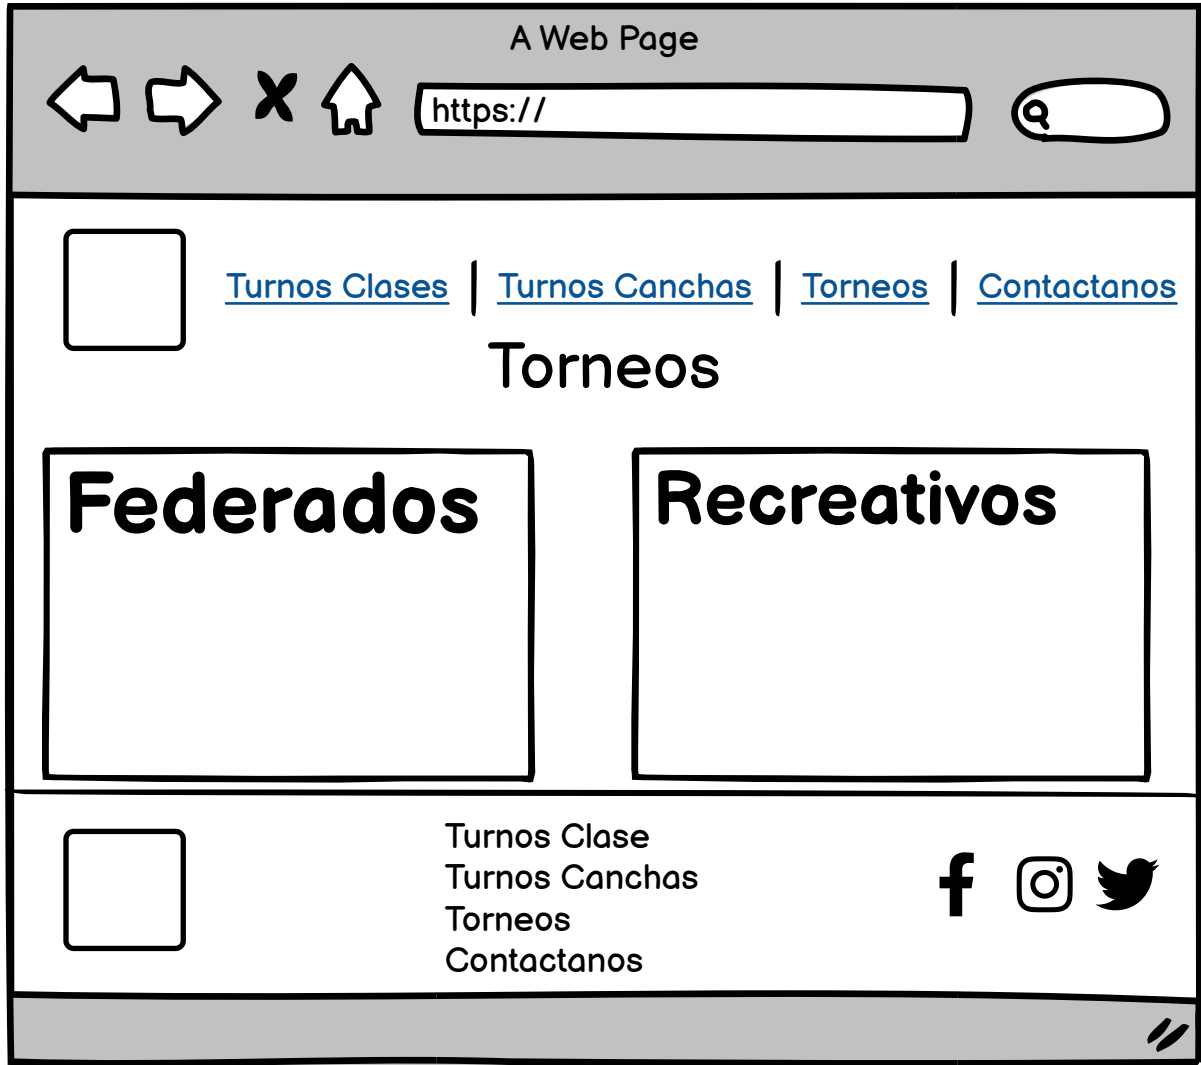 A Web Page
https://
Turnos Clases | Turnos Canchas | Torneos | Contactanos
Torneos
Federados
Recreativos
Turnos Clase
Turnos Canchas
Torneos
Contactanos